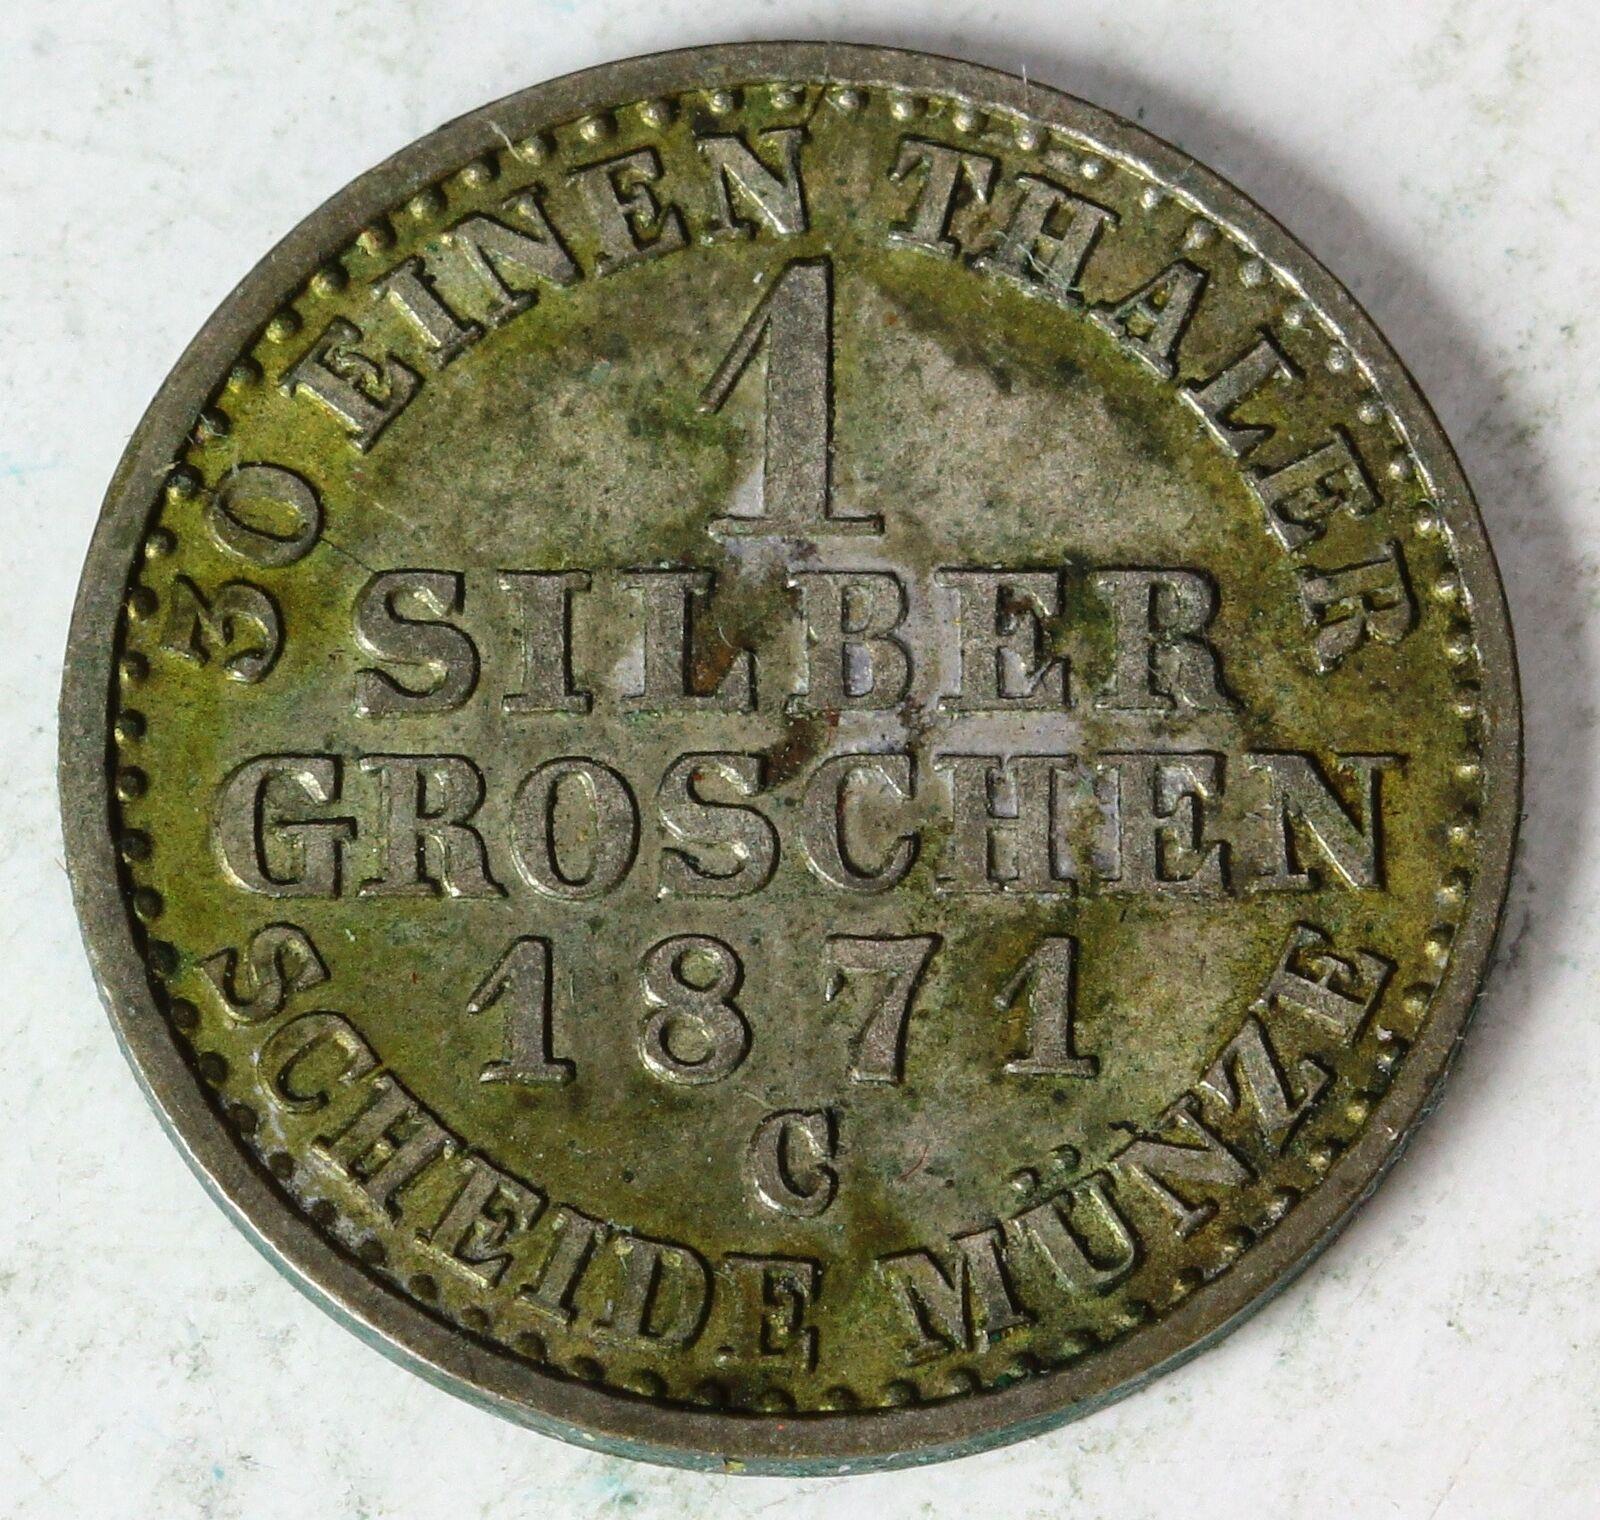 30 EINEN THALER
1
SILBER
GROSCHEN
1871
C
SCHEIDE MÜNZE